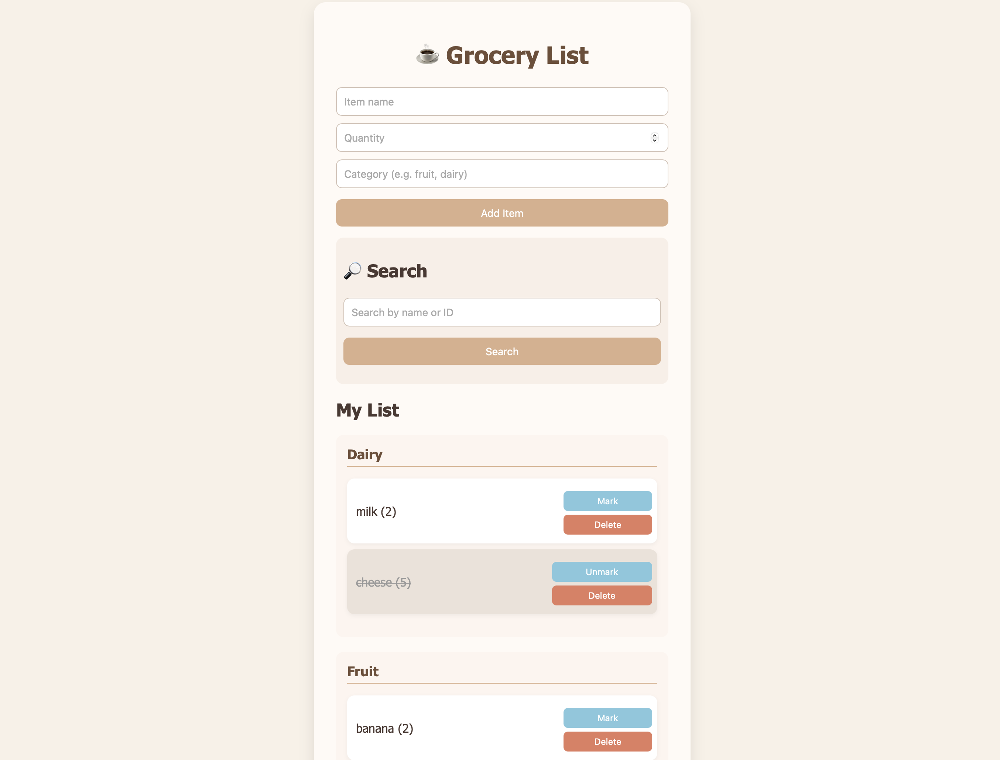 Grocery List
Item name
Quantity
Category (e.g. fruit, dairy)
Add Item
Search
Search by name or ID
Search
My List
Dairy
milk (2)
Mark
Delete
cheese (5)
Unmark
Delete
Fruit
banana (2)
Mark
Delete